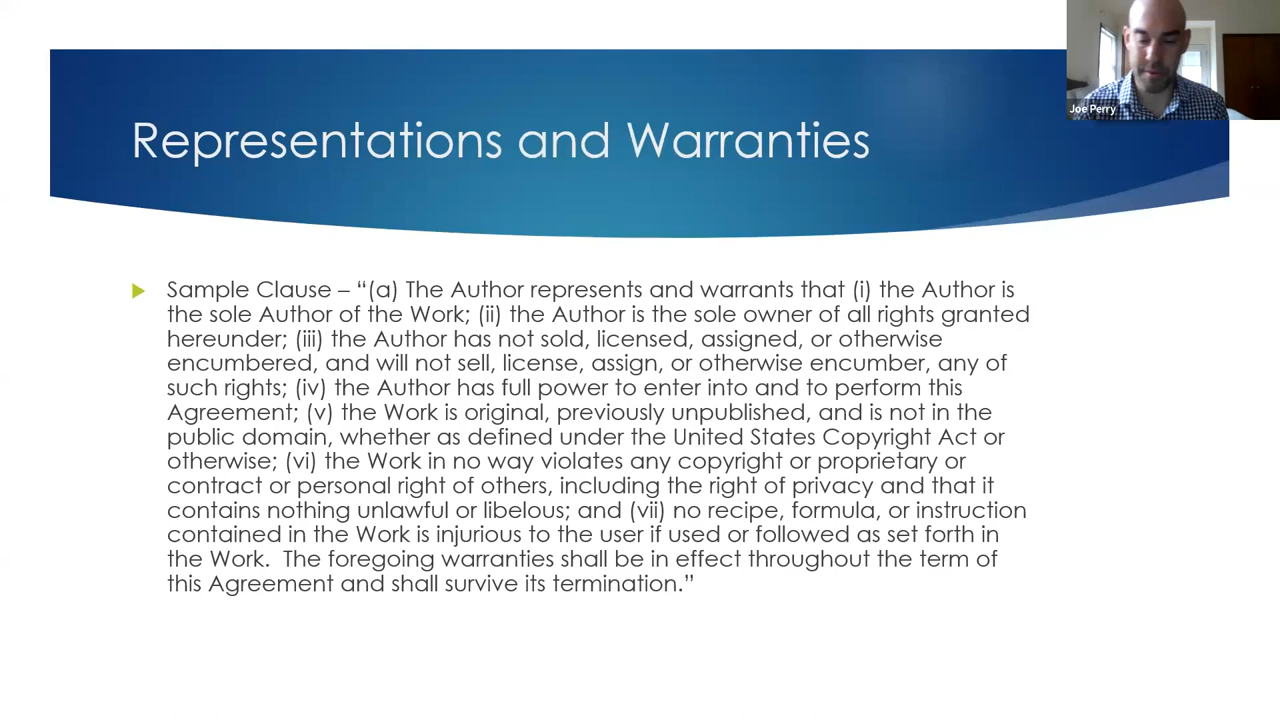 Joe Perry
Representations and Warranties
Sample Clause – “(a) The Author represents and warrants that (i) the Author is
the sole Author of the Work; (ii) the Author is the sole owner of all rights granted
hereunder; (iii) the Author has not sold, licensed, assigned, or otherwise
encumbered, and will not sell, license, assign, or otherwise encumber, any of
such rights; (iv) the Author has full power to enter into and to perform this
Agreement; (v) the Work is original, previously unpublished, and is not in the
public domain, whether as defined under the United States Copyright Act or
otherwise; (vi) the Work in no way violates any copyright or proprietary or
contract or personal right of others, including the right of privacy and that it
contains nothing unlawful or libelous; and (vii) no recipe, formula, or instruction
contained in the Work is injurious to the user if used or followed as set forth in
the Work.  The foregoing warranties shall be in effect throughout the term of
this Agreement and shall survive its termination.”